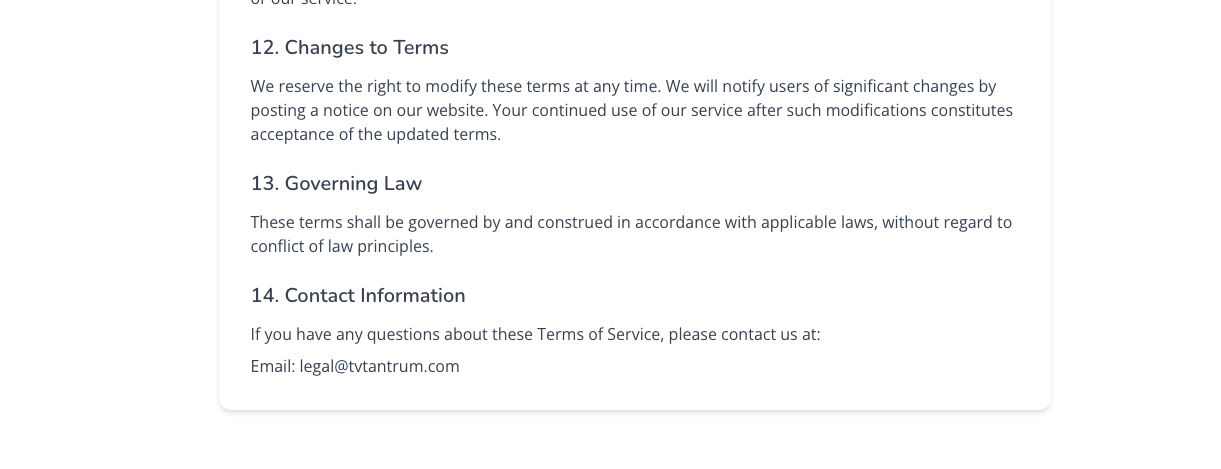 of our service.
12. Changes to Terms
We reserve the right to modify these terms at any time. We will notify users of significant changes by
posting a notice on our website. Your continued use of our service after such modifications constitutes
acceptance of the updated terms.
13. Governing Law
These terms shall be governed by and construed in accordance with applicable laws, without regard to
conflict of law principles.
14. Contact Information
If you have any questions about these Terms of Service, please contact us at:
Email: legal@tvtantrum.com